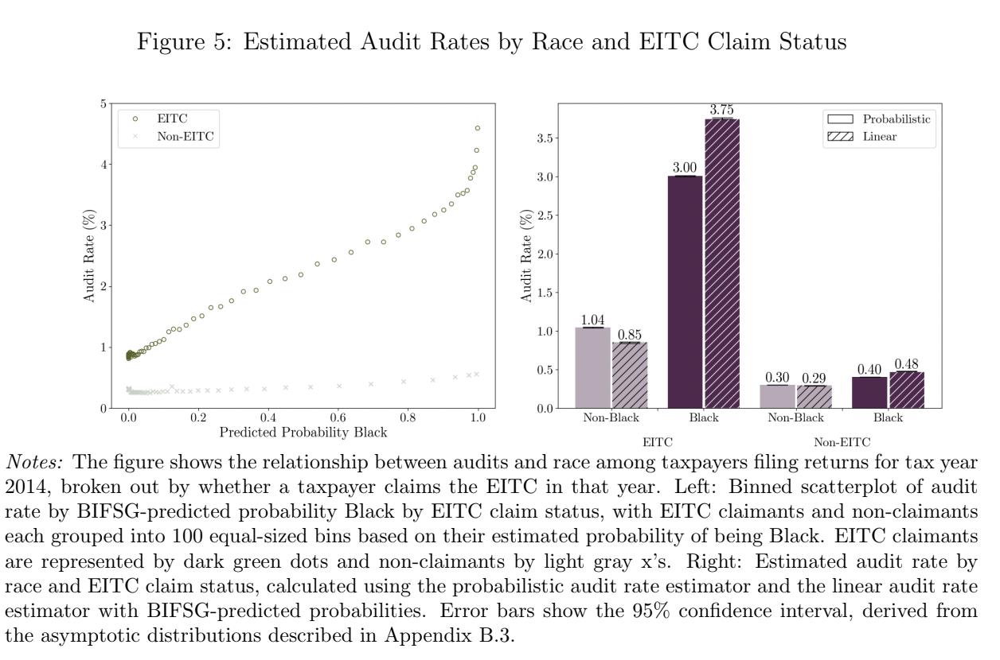 Figure 5: Estimated Audit Rates by Race and EITC Claim Status
5
4
3
2
1
0
Audit Rate (%)
EITC
Non-EITC
0.0 0.2 0.4 0.6 0.8 1.0
Predicted Probability Black
3.5
3.0
2.5
2.0
1.5
1.0
0.5
0.0
Audit Rate (%)
Probabilistic
Linear
1.04 0.85 3.00 3.75 0.30 0.29 0.40 0.48
Non-Black Black Non-Black Black
EITC Non-EITC
Notes: The figure shows the relationship between audits and race among taxpayers filing returns for tax year
2014, broken out by whether a taxpayer claims the EITC in that year. Left: Binned scatterplot of audit
rate by BIFSG-predicted probability Black by EITC claim status, with EITC claimants and non-claimants
each grouped into 100 equal-sized bins based on their estimated probability of being Black. EITC claimants
are represented by dark green dots and non-claimants by light gray x's. Right: Estimated audit rate by
race and EITC claim status, calculated using the probabilistic audit rate estimator and the linear audit rate
estimator with BIFSG-predicted probabilities. Error bars show the 95% confidence interval, derived from
the asymptotic distributions described in Appendix B.3.